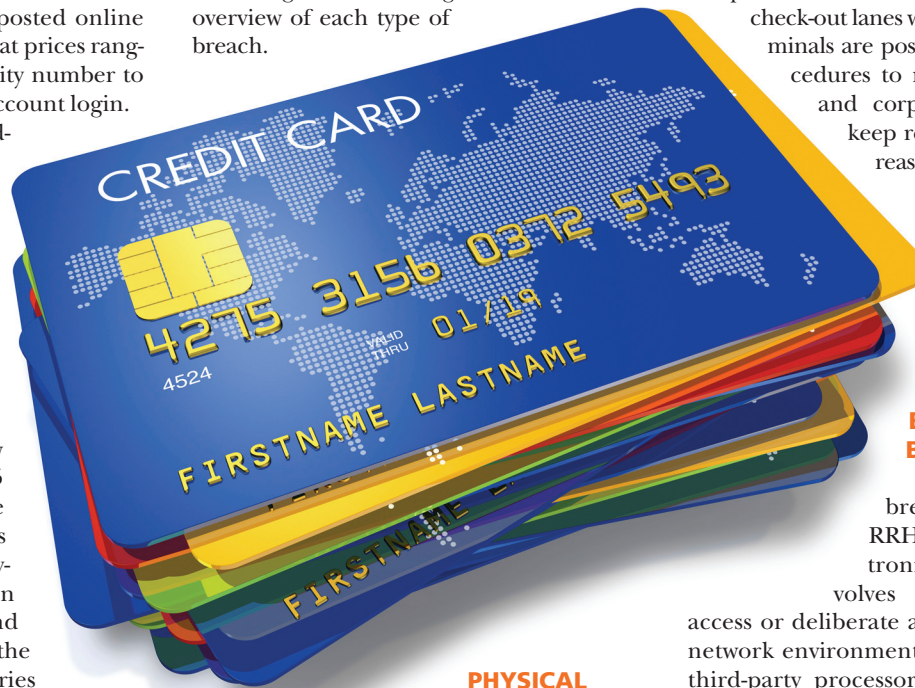 posted online
at prices rang-
ity number to
ccount login.
overview of each type of
breach.
CREDIT CARD
4275 3156 0372 5493
4524
VALID
THRU
01/19
FIRSTNAME LASTNAME
FIRSTNAME
PHYSICAL
check-out lanes w
minals are pos
cedures to
and corp
keep
reas
bre
RRH
troni
volves
access or deliberate a
network environment
third-party processor
the
ries